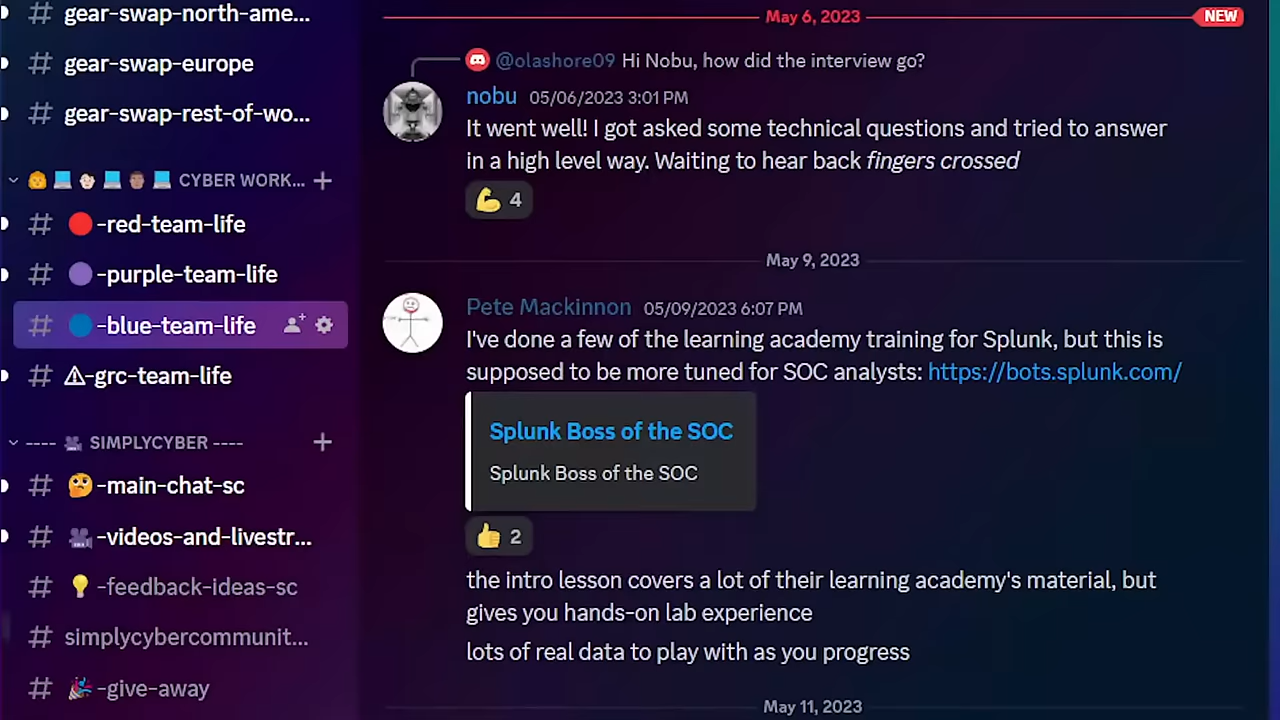 # gear-swap-north-ame...
# gear-swap-europe
# gear-swap-rest-of-wo...
CYBER WORK... +
# 🔴-red-team-life
# 🟣-purple-team-life
# 🔵-blue-team-life
# ⚠-grc-team-life
---- 🎥 SIMPLYCYBER ---- +
# 🤔-main-chat-sc
# 🎥-videos-and-livestr...
# 💡-feedback-ideas-sc
# simplycybercommunit...
# 🎉-give-away
May 6, 2023 NEW
@olashore09 Hi Nobu, how did the interview go?
nobu 05/06/2023 3:01 PM
It went well! I got asked some technical questions and tried to answer
in a high level way. Waiting to hear back fingers crossed
💪 4
May 9, 2023
Pete Mackinnon 05/09/2023 6:07 PM
I've done a few of the learning academy training for Splunk, but this is
supposed to be more tuned for SOC analysts: https://bots.splunk.com/
Splunk Boss of the SOC
Splunk Boss of the SOC
👍 2
the intro lesson covers a lot of their learning academy's material, but
gives you hands-on lab experience
lots of real data to play with as you progress
May 11, 2023